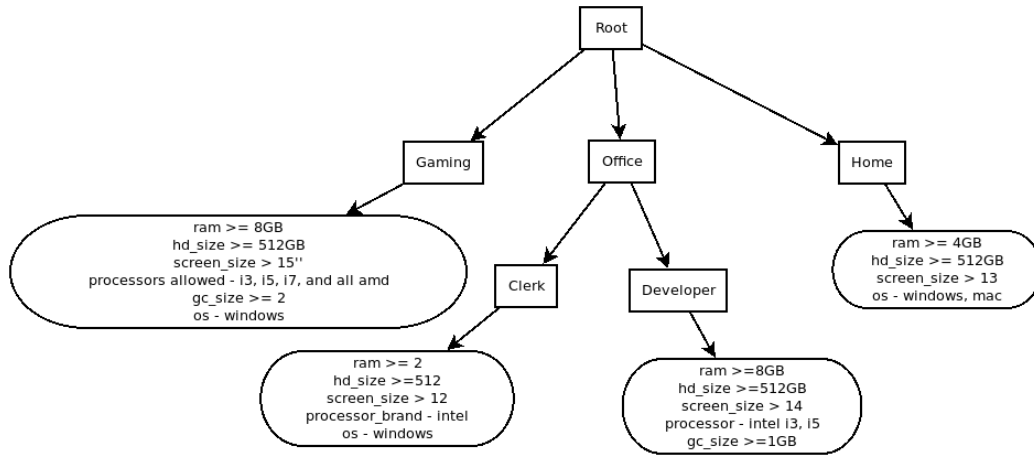 Root
Gaming
Office
Home
ram >= 8GB
hd_size >= 512GB
screen_size > 15''
processors allowed - i3, i5, i7, and all amd
gc_size >= 2
os - windows
ram >= 4GB
hd_size >= 512GB
screen_size > 13
os - windows, mac
Clerk
Developer
ram >= 2
hd_size >=512
screen_size > 12
processor_brand - intel
os - windows
ram >=8GB
hd_size >=512GB
screen_size > 14
processor - intel i3, i5
gc_size >=1GB